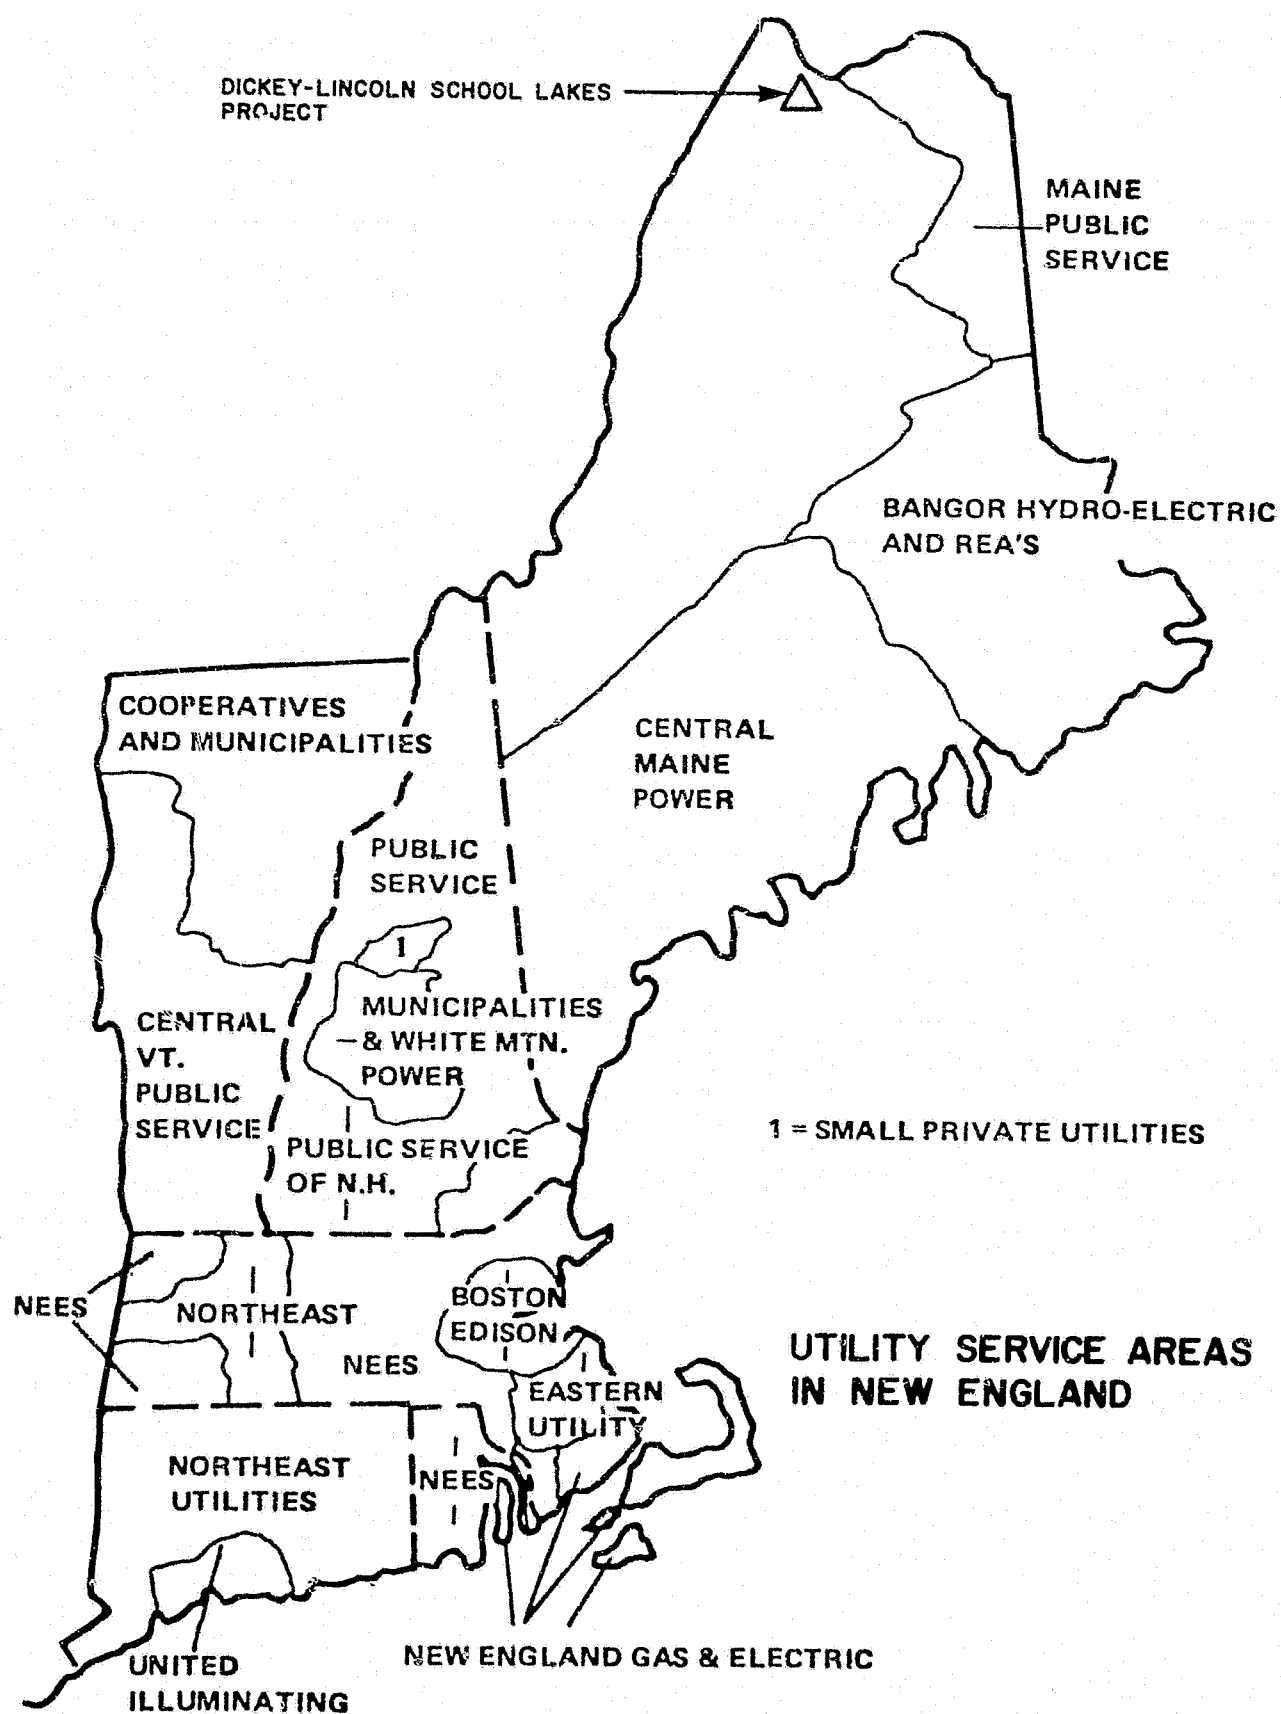 DICKEY-LINCOLN SCHOOL LAKES
PROJECT
MAINE
PUBLIC
SERVICE
BANGOR HYDRO-ELECTRIC
AND REA'S
COOPERATIVES
AND MUNICIPALITIES
CENTRAL
MAINE
POWER
PUBLIC
SERVICE
1
MUNICIPALITIES
& WHITE MTN.
POWER
CENTRAL
VT.
PUBLIC
SERVICE
PUBLIC SERVICE
OF N.H.
1 = SMALL PRIVATE UTILITIES
NEES
NORTHEAST
NEES
BOSTON
EDISON
EASTERN
UTILITY
UTILITY SERVICE AREAS
IN NEW ENGLAND
NORTHEAST
UTILITIES
NEES
UNITED
ILLUMINATING
NEW ENGLAND GAS & ELECTRIC